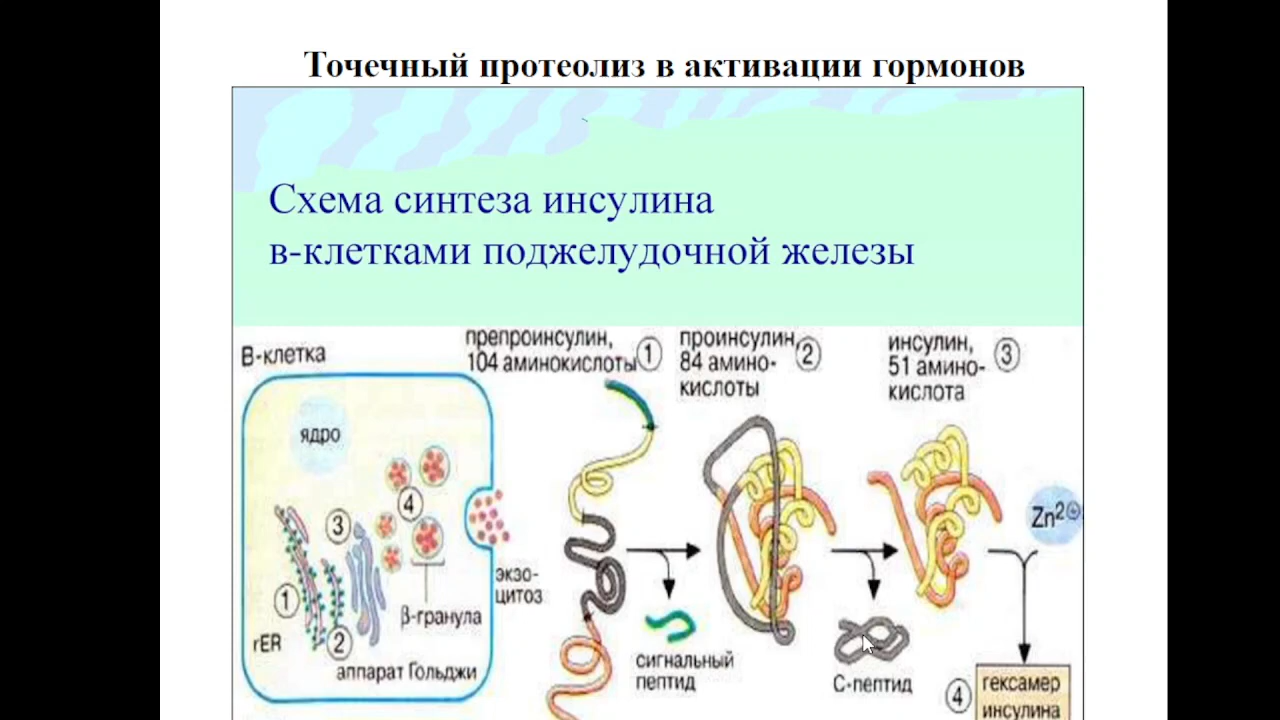 Точечный протеолиз в активации гормонов
Схема синтеза инсулина
в-клетками поджелудочной железы
В-клетка
ядро
1
2
3
4
rER
аппарат Гольджи
β-гранула
экзо-
цитоз
препроинсулин,
104 аминокислоты
1
сигнальный
пептид
проинсулин,
84 амино-
кислоты
2
С-пептид
инсулин,
51 амино-
кислота
3
Zn2⊕
4
гексамер
инсулина